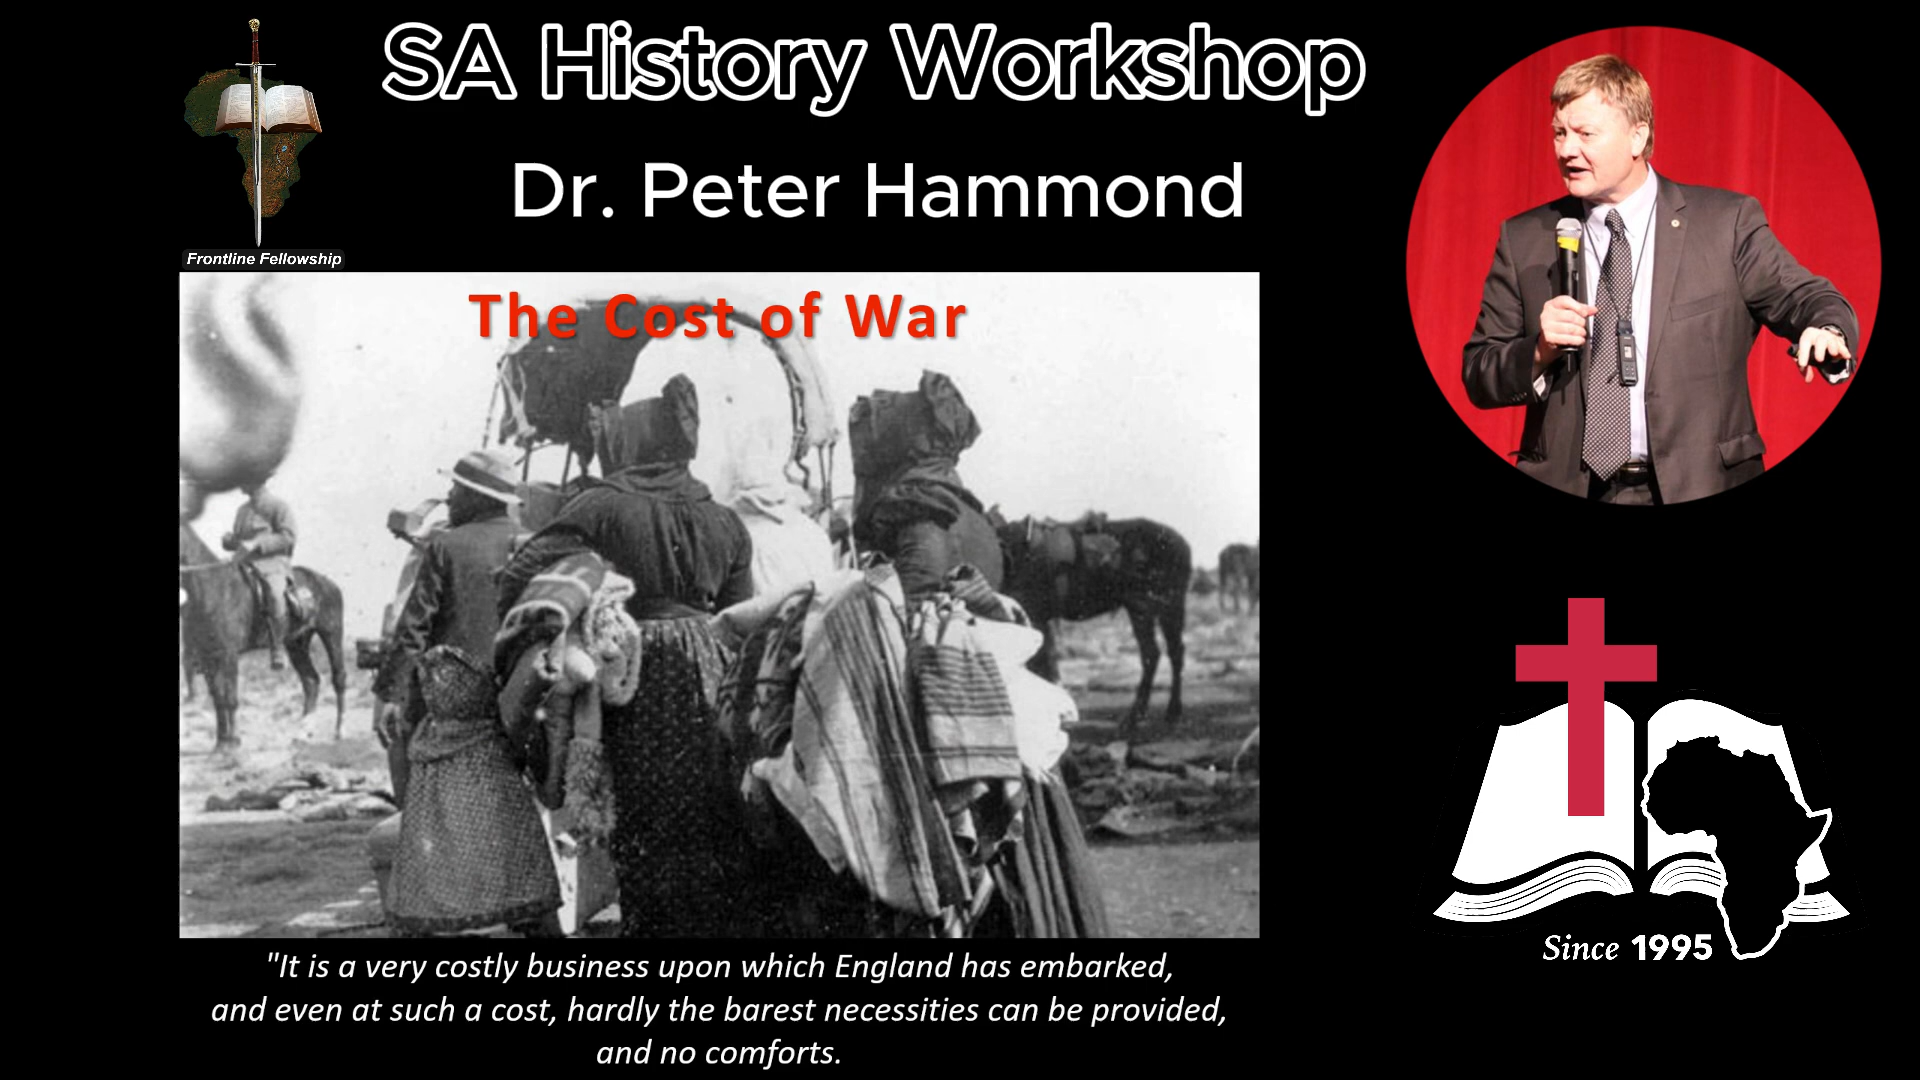 SA History Workshop
Dr. Peter Hammond
Frontline Fellowship
The Cost of War
"It is a very costly business upon which England has embarked,
and even at such a cost, hardly the barest necessities can be provided,
and no comforts.
Since 1995